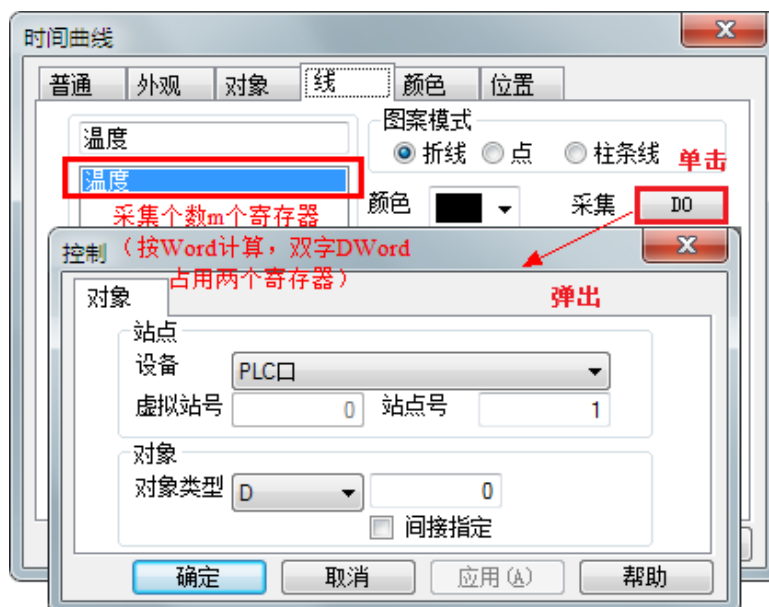 时间曲线
普通 外观 对象 线 颜色 位置
温度
图案模式
折线 点 柱条线
单击
温度
颜色 采集 D0
采集个数m个寄存器
(按Word计算，双字DWord
占用两个寄存器)
控制
弹出
对象
站点
设备 PLC口
虚拟站号 0 站点号 1
对象
对象类型 D 0
间接指定
确定 取消 应用(A) 帮助